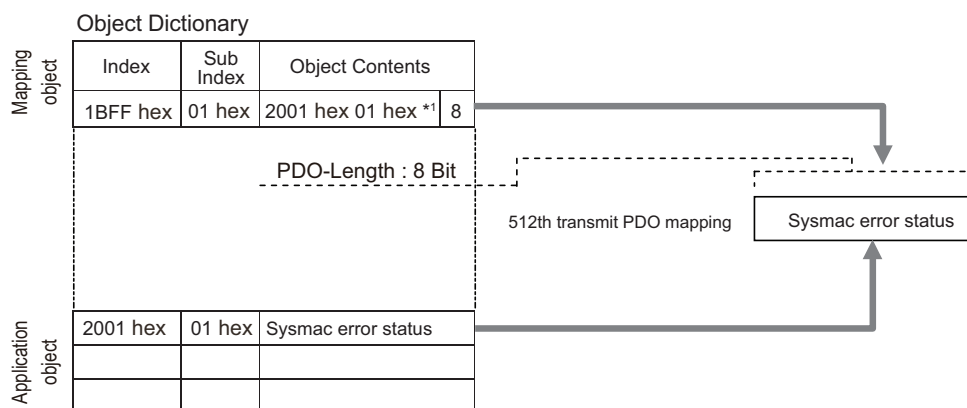 Object Dictionary
Mapping object
Index Sub Index Object Contents
1BFF hex 01 hex 2001 hex 01 hex *1 8
PDO-Length : 8 Bit
512th transmit PDO mapping
Sysmac error status
Application object
2001 hex 01 hex Sysmac error status